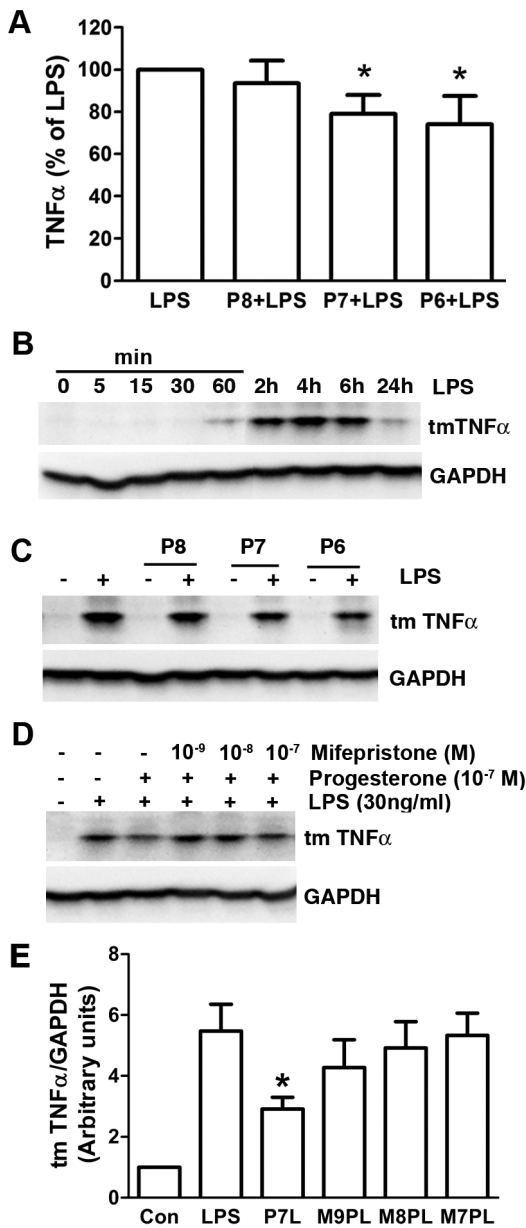 A
TNFα (% of LPS)
120
100
80
60
40
20
0
*
*
LPS P8+LPS P7+LPS P6+LPS
B
min
0 5 15 30 60 2h 4h 6h 24h LPS
tmTNFα
GAPDH
C
P8 P7 P6
- + - + - + - + LPS
tm TNFα
GAPDH
D
- - - 10⁻⁹ 10⁻⁸ 10⁻⁷ Mifepristone (M)
- - + + + + Progesterone (10⁻⁷ M)
- + + + + + LPS (30ng/ml)
tm TNFα
GAPDH
E
tm TNFα/GAPDH
(Arbitrary units)
8
6
4
2
0
*
Con LPS P7L M9PL M8PL M7PL